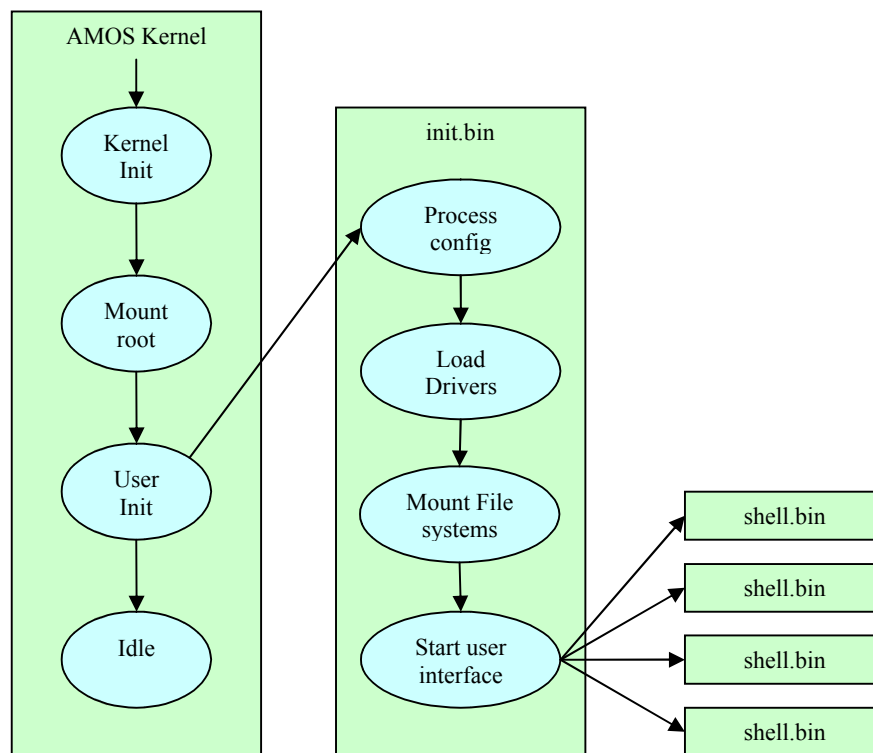 AMOS Kernel
Kernel
Init
Mount
root
User
Init
Idle
init.bin
Process
config
Load
Drivers
Mount File
systems
Start user
interface
shell.bin
shell.bin
shell.bin
shell.bin